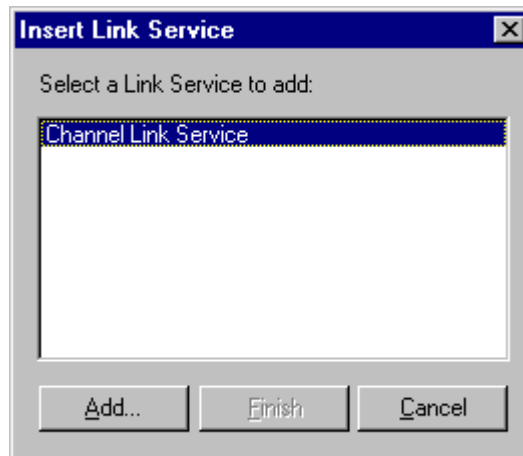 Insert Link Service
Select a Link Service to add:
Channel Link Service
Add...
Finish
Cancel